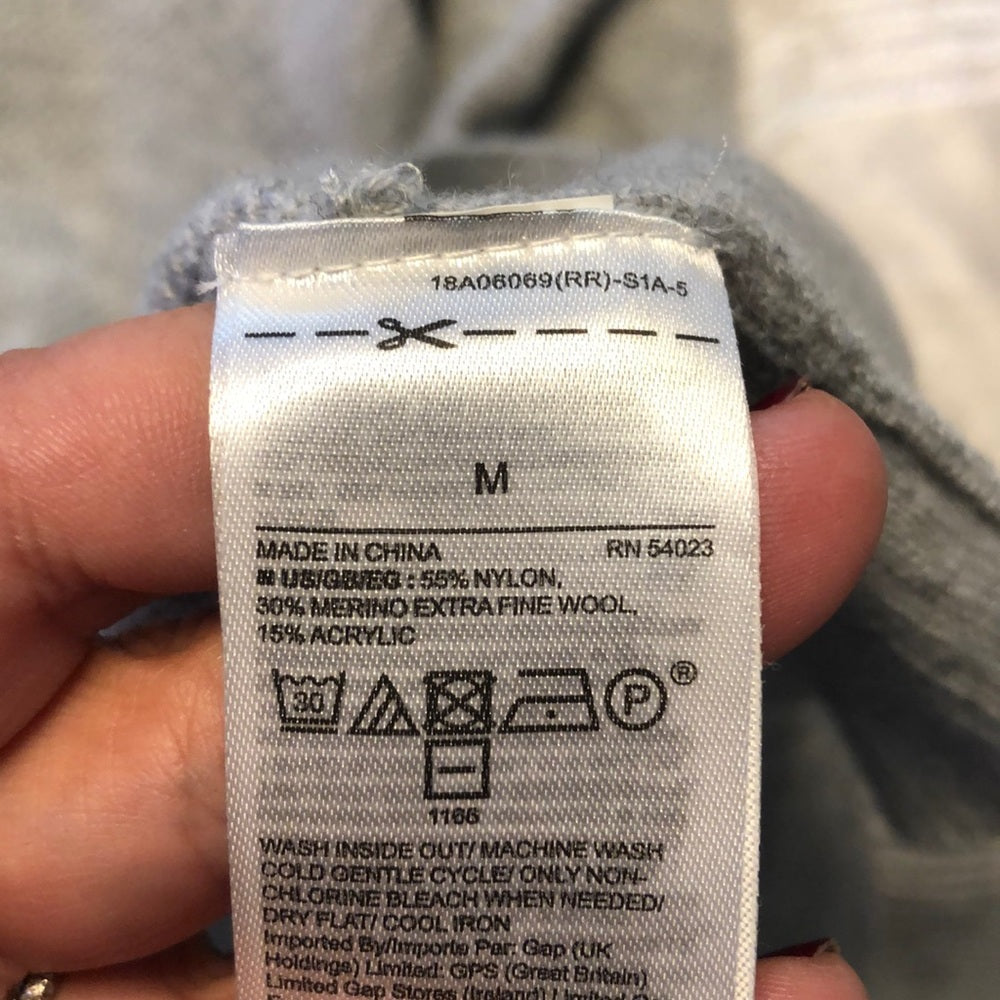 18A06069(RR)-S1A-5
M
MADE IN CHINA RN 54023
US/GB/EG : 55% NYLON,
30% MERINO EXTRA FINE WOOL,
15% ACRYLIC
30 P ®
1166
WASH INSIDE OUT/ MACHINE WASH
COLD GENTLE CYCLE/ ONLY NON-
CHLORINE BLEACH WHEN NEEDED/
DRY FLAT/ COOL IRON
Imported By/Importe Par: Gap (UK
Holdings) Limited: GPS (Great Britain)
Limited Gap Stores (Ireland)